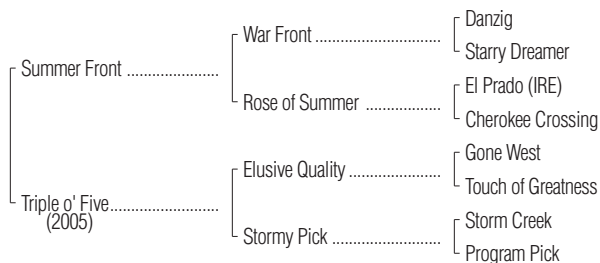 Danzig
War Front ....................................
Starry Dreamer
Summer Front ......................
El Prado (IRE)
Rose of Summer .....................
Cherokee Crossing
Gone West
Elusive Quality ..............................
Touch of Greatness
Triple o' Five..........................
(2005)
Storm Creek
Stormy Pick ...............................
Program Pick